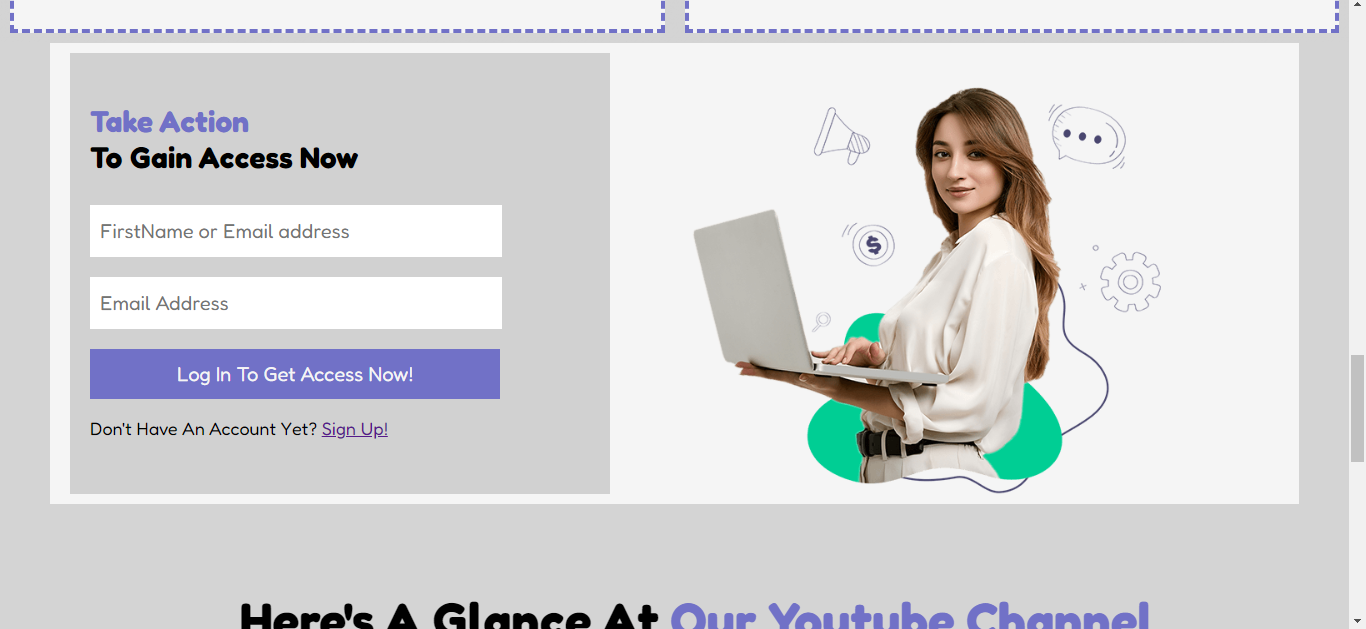 Take Action
To Gain Access Now
FirstName or Email address
Email Address
Log In To Get Access Now!
Don't Have An Account Yet? Sign Up!
$
Here's A Glance At Our Youtube Channel